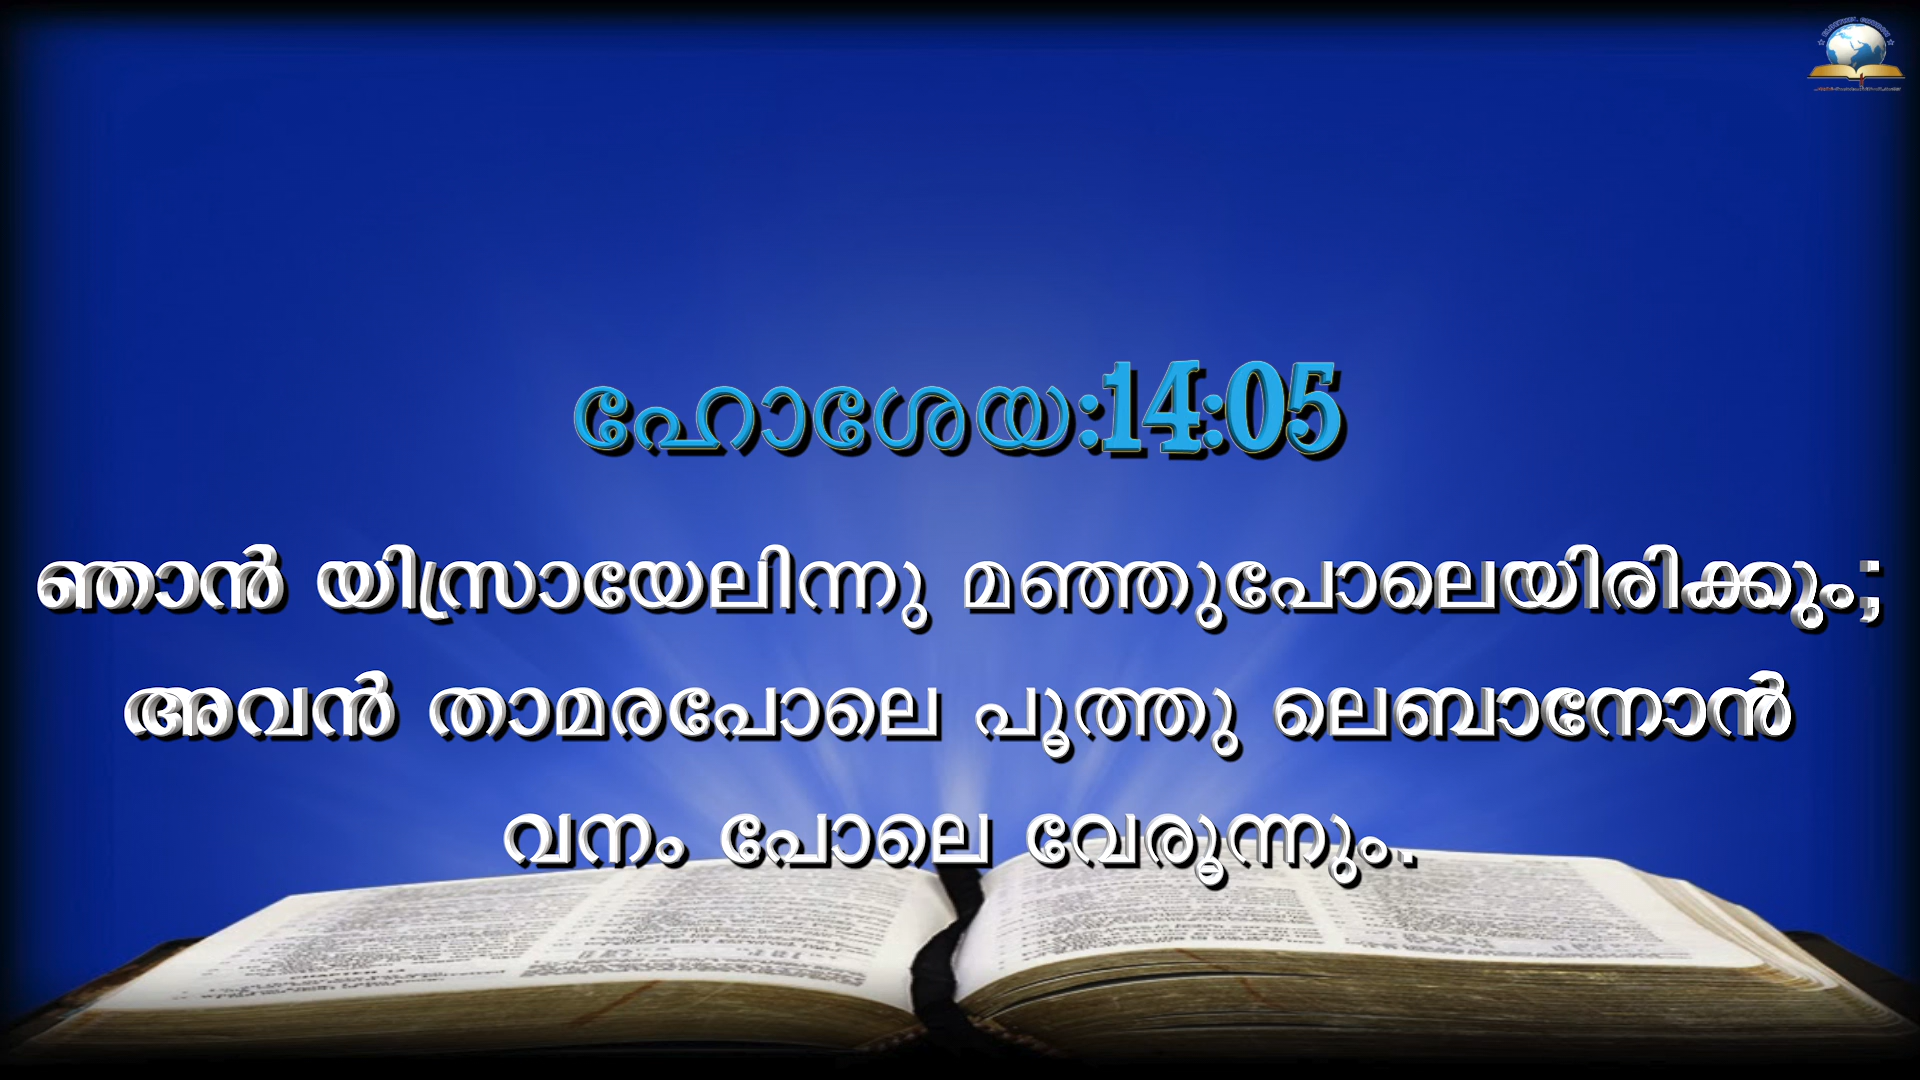 ഹോശേയ:14:05
ഞാൻ യിസ്രായേലിന്നു മഞ്ഞുപോലെയിരിക്കും;
അവൻ താമരപോലെ പൂത്തു ലെബാനോൻ
വനം പോലെ വേരൂന്നും.